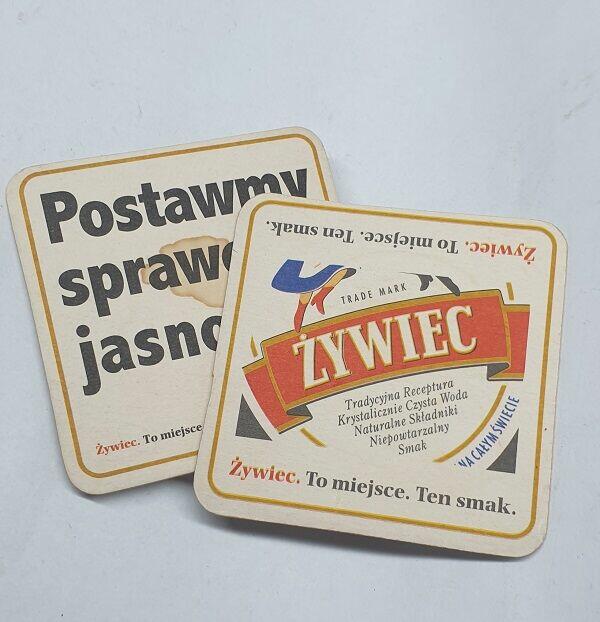 Postawmy
spraw
jasno
Żywiec. To miejsce
Żywiec. To miejsce. Ten smak.
TRADE MARK
ŻYWIEC
Tradycyjna Receptura
Krystalicznie Czysta Woda
Naturalne Składniki
Niepowtarzalny
Smak
NA CAŁYM ŚWIECIE
Żywiec. To miejsce. Ten smak.